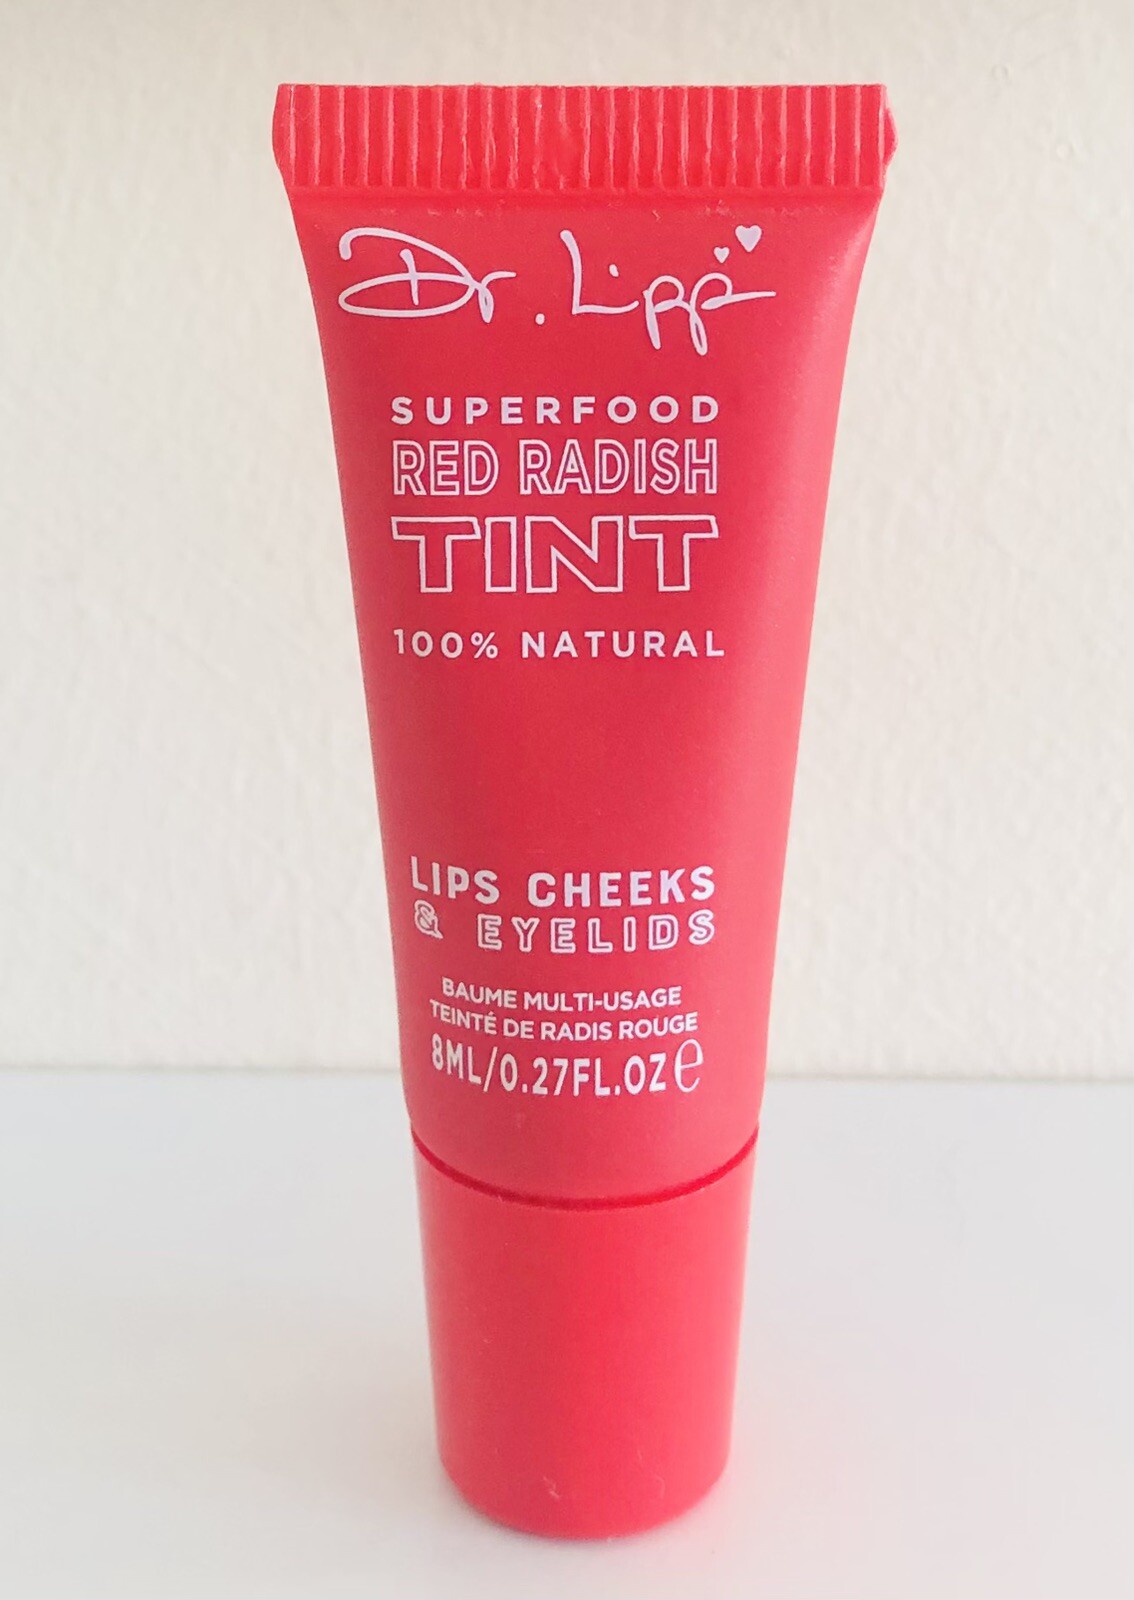 Dr. Lipp
SUPERFOOD
RED RADISH
TINT
100% NATURAL
LIPS CHEEKS
& EYELIDS
BAUME MULTI-USAGE
TEINTÉ DE RADIS ROUGE
8ML/0.27FL.OZ ℮